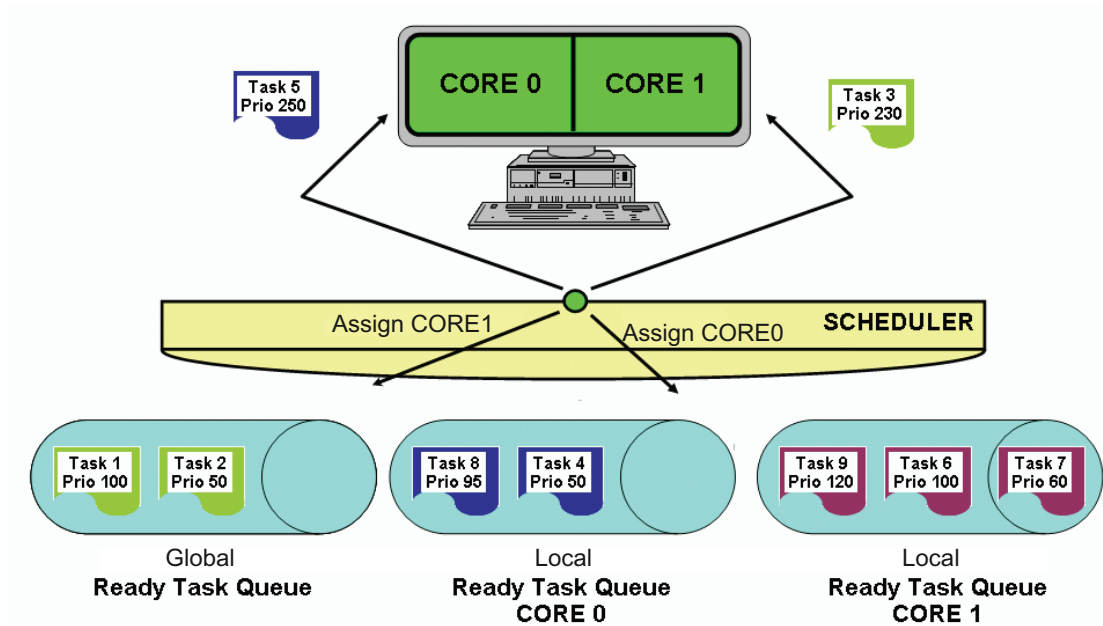 CORE 0
CORE 1
Task 5
Prio 250
Task 3
Prio 230
Assign CORE1
Assign CORE0
SCHEDULER
Task 1
Prio 100
Task 2
Prio 50
Task 8
Prio 95
Task 4
Prio 50
Task 9
Prio 120
Task 6
Prio 100
Task 7
Prio 60
Global
Ready Task Queue
Local
Ready Task Queue
CORE 0
Local
Ready Task Queue
CORE 1